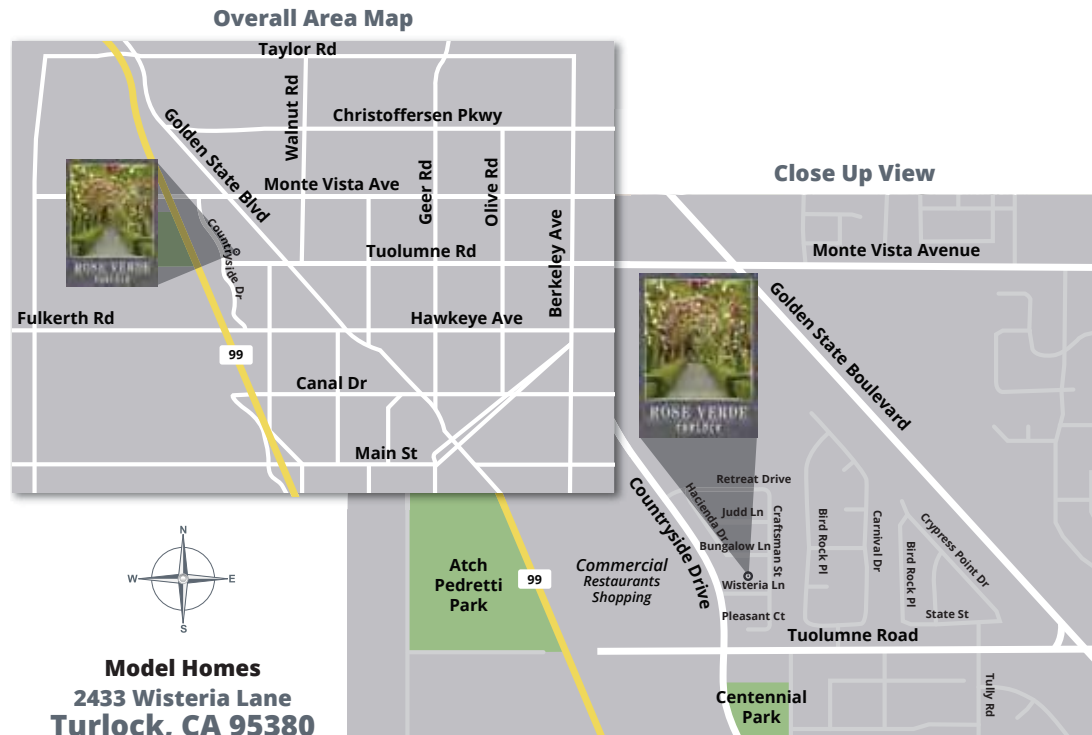 Overall Area Map
Taylor Rd
Walnut Rd
Christoffersen Pkwy
Golden State Blvd
Geer Rd
Olive Rd
Monte Vista Ave
ROSE VERDE
TURLOCK
Countryside Dr
Tuolumne Rd
Berkeley Ave
Fulkerth Rd
Hawkeye Ave
99
Canal Dr
Main St
Close Up View
Monte Vista Avenue
Golden State Boulevard
ROSE VERDE
TURLOCK
Countryside Drive
Retreat Drive
Hacienda Dr
Judd Ln
Craftsman St
Bungalow Ln
Wisteria Ln
Pleasant Ct
Bird Rock Pl
Carnival Dr
Bird Rock Pl
Crypress Point Dr
State St
Commercial
Restaurants
Shopping
Atch
Pedretti
Park
99
Tuolumne Road
Centennial
Park
Tully Rd
N
W
E
S
Model Homes
2433 Wisteria Lane
Turlock, CA 95380